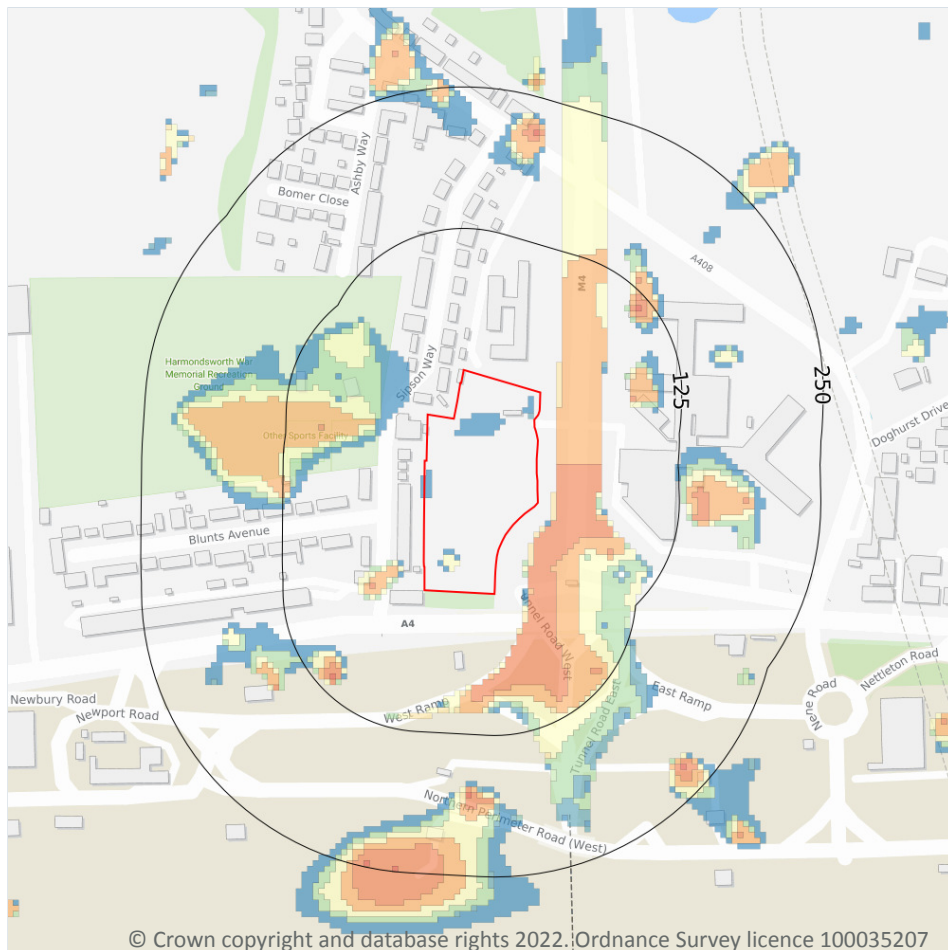 Ashby Way
Bomer Close
A408
M4
Harmondsworth War
Memorial Recreation
Ground
Sipson Way
125
250
Other Sports Facility
Doghurst Drive
Blunts Avenue
A4
Tunnel Road West
Newbury Road
Newport Road
West Ramp
East Ramp
Tunnel Road East
Nene Road
Nettleton Road
Northern Perimeter Road (West)
© Crown copyright and database rights 2022. Ordnance Survey licence 100035207